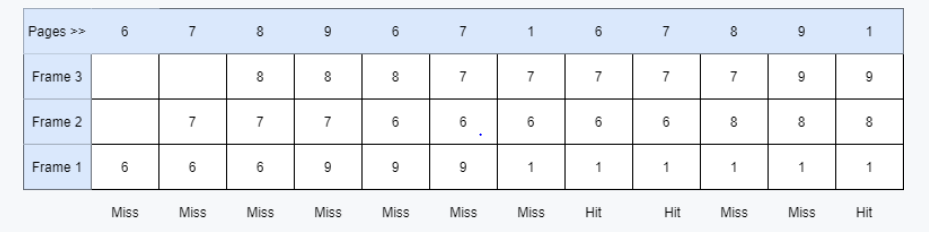 Pages >> 6 7 8 9 6 7 1 6 7 8 9 1
Frame 3 8 8 8 7 7 7 7 7 9 9
Frame 2 7 7 7 6 6 6 6 6 8 8 8
Frame 1 6 6 6 9 9 9 1 1 1 1 1 1
Miss Miss Miss Miss Miss Miss Miss Hit Hit Miss Miss Hit